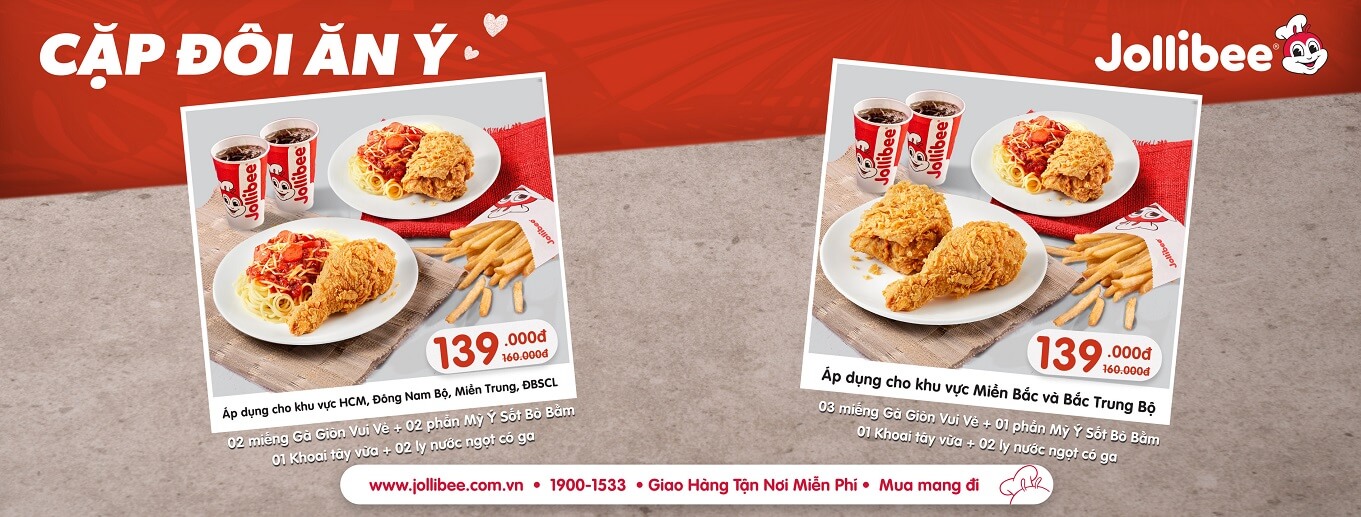 CẶP ĐÔI ĂN Ý
Jollibee
Jollibee
Jollibee
Jollibee
139.000đ
160.000đ
Áp dụng cho khu vực HCM, Đông Nam Bộ, Miền Trung, ĐBSCL
02 miếng Gà Giòn Vui Vẻ + 02 phần Mỳ Ý Sốt Bò Bằm
01 Khoai tây vừa + 02 ly nước ngọt có ga
Jollibee
Jollibee
Jollibee
139.000đ
160.000đ
Áp dụng cho khu vực Miền Bắc và Bắc Trung Bộ
03 miếng Gà Giòn Vui Vẻ + 01 phần Mỳ Ý Sốt Bò Bằm
01 Khoai tây vừa + 02 ly nước ngọt có ga
www.jollibee.com.vn • 1900-1533 • Giao Hàng Tận Nơi Miễn Phí • Mua mang đi